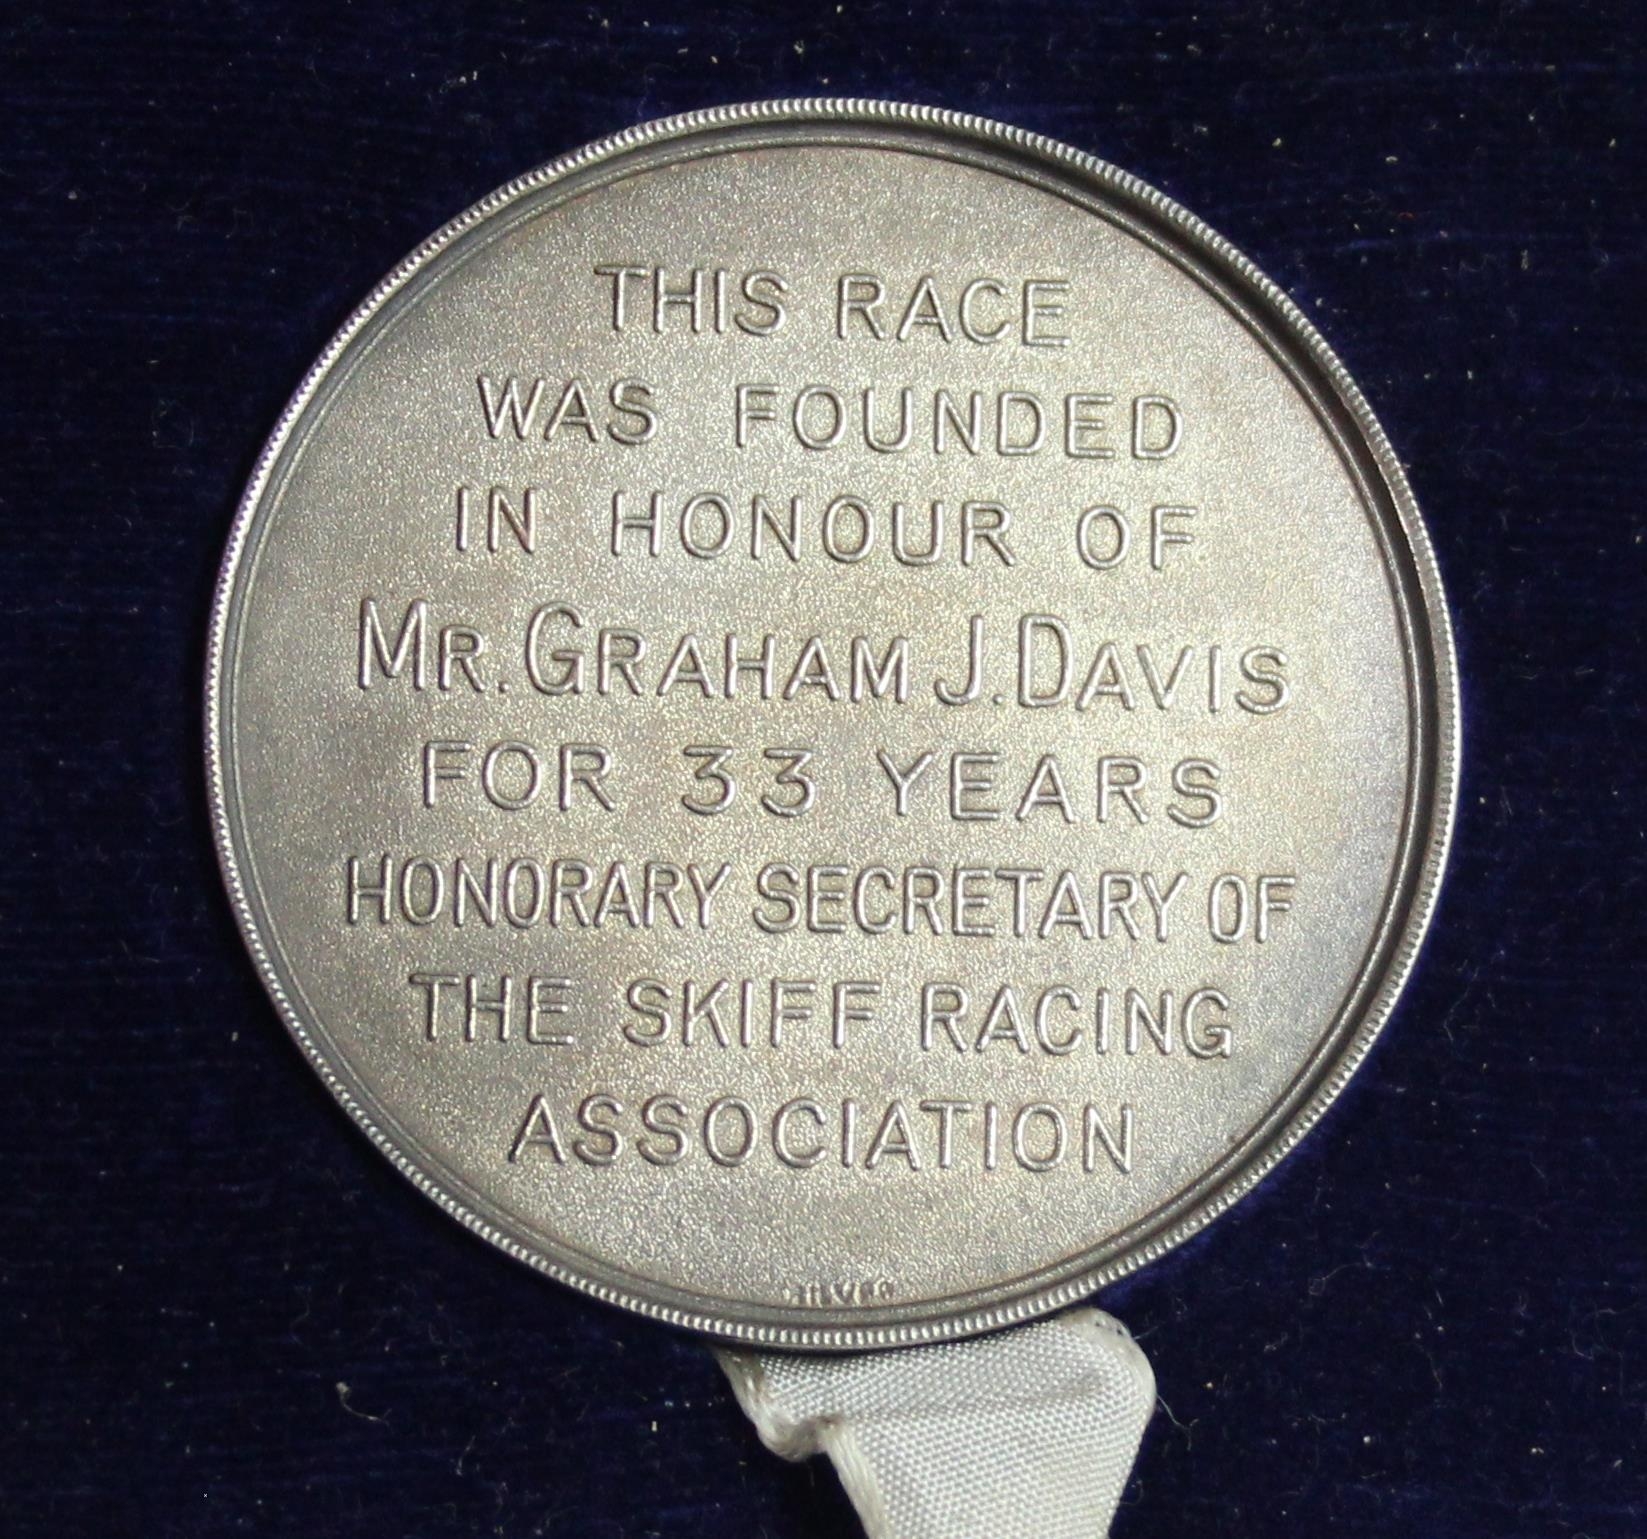 THIS RACE
WAS FOUNDED
IN HONOUR OF
MR. GRAHAM J. DAVIS
FOR 33 YEARS
HONORARY SECRETARY OF
THE SKIFF RACING
ASSOCIATION